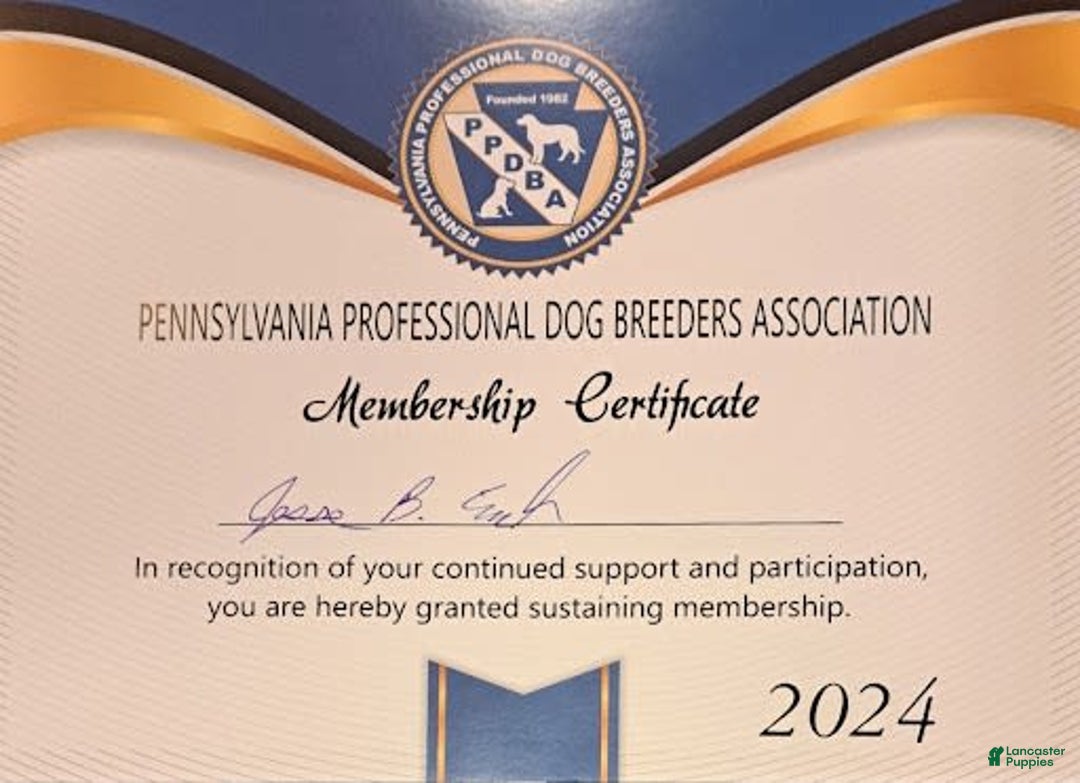 PENNSYLVANIA PROFESSIONAL DOG BREEDERS ASSOCIATION
Founded 1982
PPDBA
PENNSYLVANIA PROFESSIONAL DOG BREEDERS ASSOCIATION
Membership Certificate
Jesse B.
In recognition of your continued support and participation,
you are hereby granted sustaining membership.
2024
Lancaster
Puppies